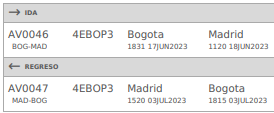 → IDA
AV0046 4EBOP3 Bogota Madrid
BOG-MAD 1831 17JUN2023 1120 18JUN2023
← REGRESO
AV0047 4EBOP3 Madrid Bogota
MAD-BOG 1520 03JUL2023 1815 03JUL2023